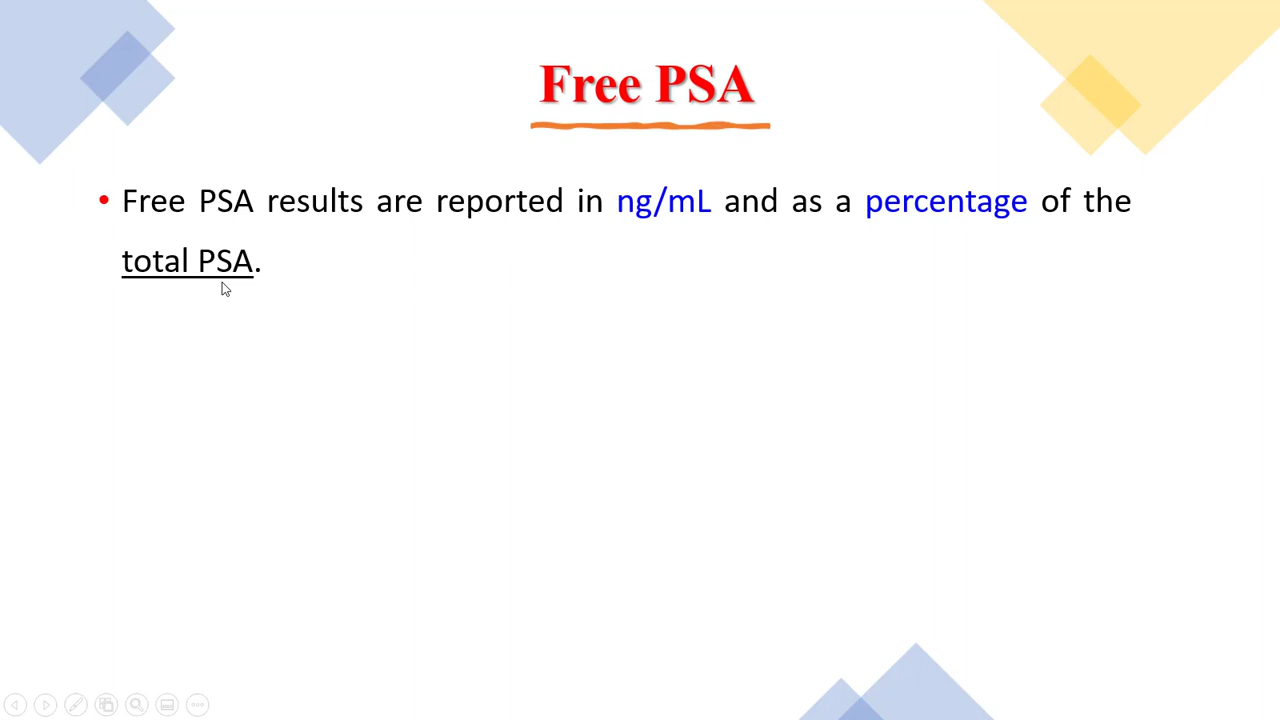 Free PSA
• Free PSA results are reported in ng/mL and as a percentage of the
total PSA.